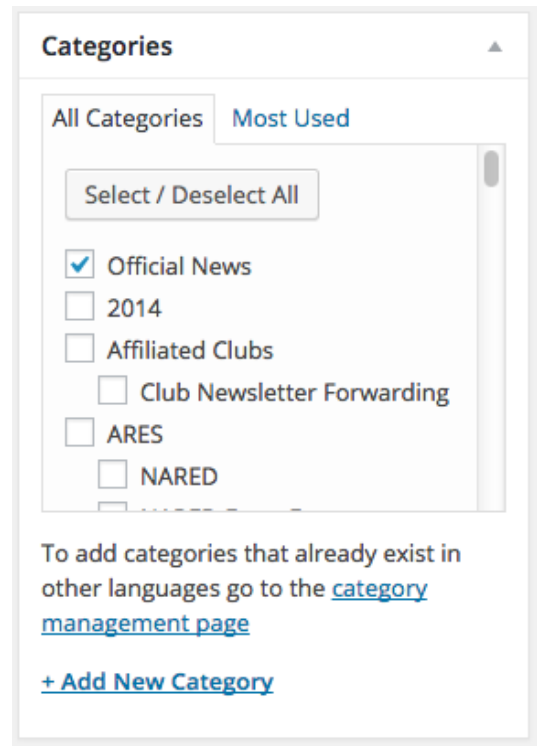 Categories
All Categories Most Used
Select / Deselect All
Official News
2014
Affiliated Clubs
Club Newsletter Forwarding
ARES
NARED
To add categories that already exist in
other languages go to the category
management page
+ Add New Category